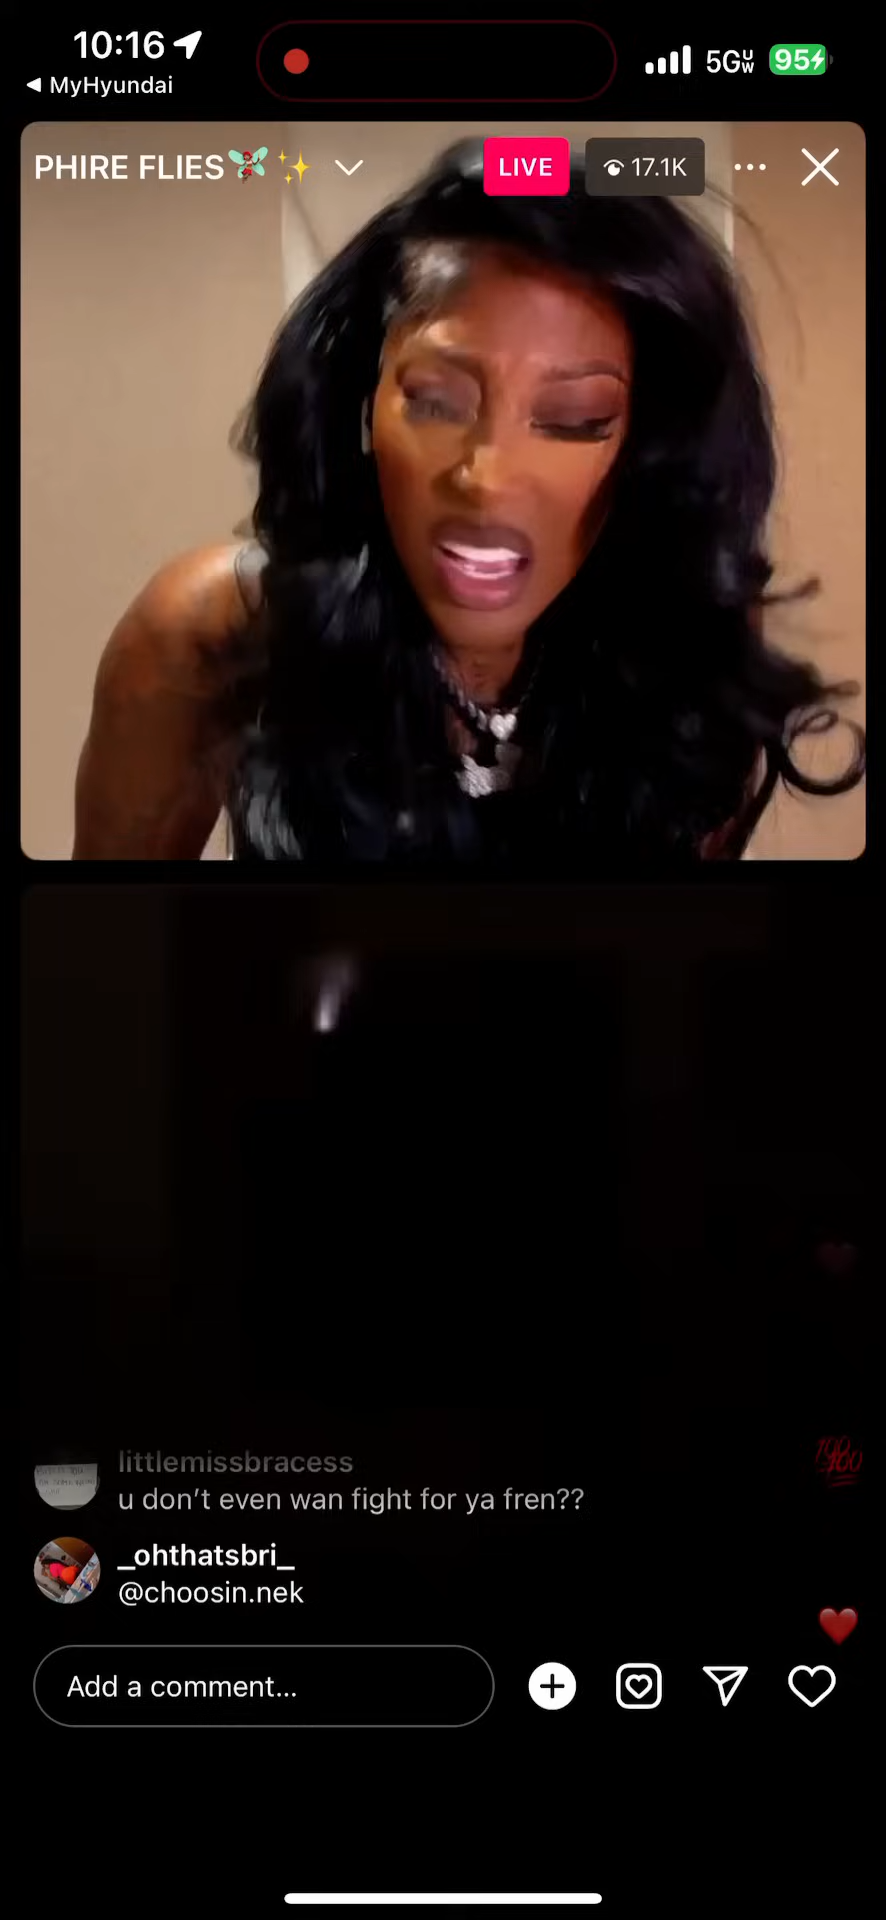 10:16
5G UW
95
◀ MyHyundai
PHIRE FLIES🧚✨
LIVE
17.1K
littlemissbracess
u don’t even wan fight for ya fren??
_ohthatsbri_
@choosin.nek
Add a comment...